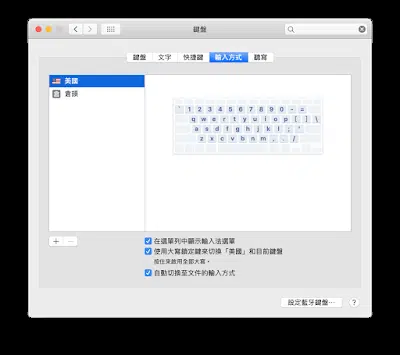 鍵盤
鍵盤 文字 快捷鍵 輸入方式 聽寫
美國
倉頡
` 1 2 3 4 5 6 7 8 9 0 - =
q w e r t y u i o p [ ] \
a s d f g h j k l ; '
z x c v b n m , . /
+ −
在選單列中顯示輸入法選單
使用大寫鎖定鍵來切換「美國」和目前鍵盤
按住來啟用全部大寫。
自動切換至文件的輸入方式
設定藍牙鍵盤⋯ ?